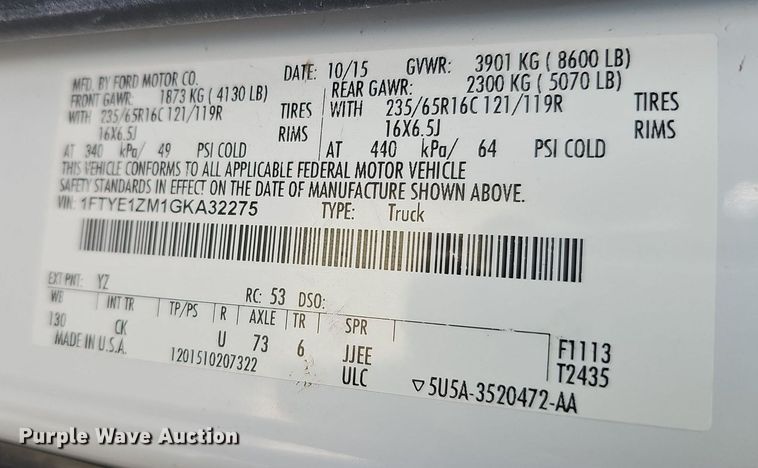 MFD. BY FORD MOTOR CO. DATE: 10/15 GVWR: 3901 KG ( 8600 LB)
FRONT GAWR: 1873 KG ( 4130 LB) REAR GAWR: 2300 KG ( 5070 LB)
WITH 235/65R16C 121/119R TIRES WITH 235/65R16C 121/119R TIRES
16X6.5J RIMS 16X6.5J RIMS
AT 340 kPa/ 49 PSI COLD AT 440 kPa/ 64 PSI COLD
THIS VEHICLE CONFORMS TO ALL APPLICABLE FEDERAL MOTOR VEHICLE
SAFETY STANDARDS IN EFFECT ON THE DATE OF MANUFACTURE SHOWN ABOVE.
VIN: 1FTYE1ZM1GKA32275 TYPE: Truck
EXT PNT: YZ RC: 53 DSO:
WB INT TR TP/PS R AXLE TR SPR
130 CK U 73 6 JJEE F1113
MADE IN U.S.A. 1201510207322 ULC T2435
▽5U5A-3520472-AA
Purple Wave Auction